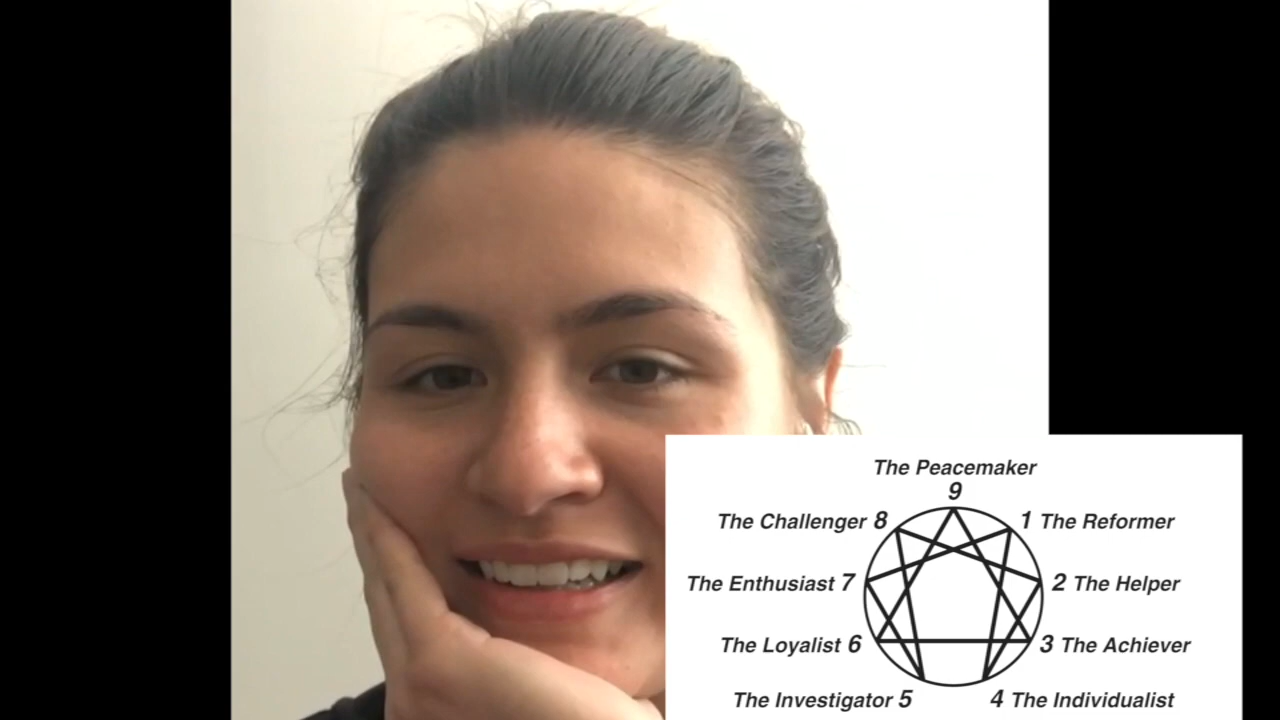 The Peacemaker
9
The Challenger 8
1 The Reformer
The Enthusiast 7
2 The Helper
The Loyalist 6
3 The Achiever
The Investigator 5
4 The Individualist